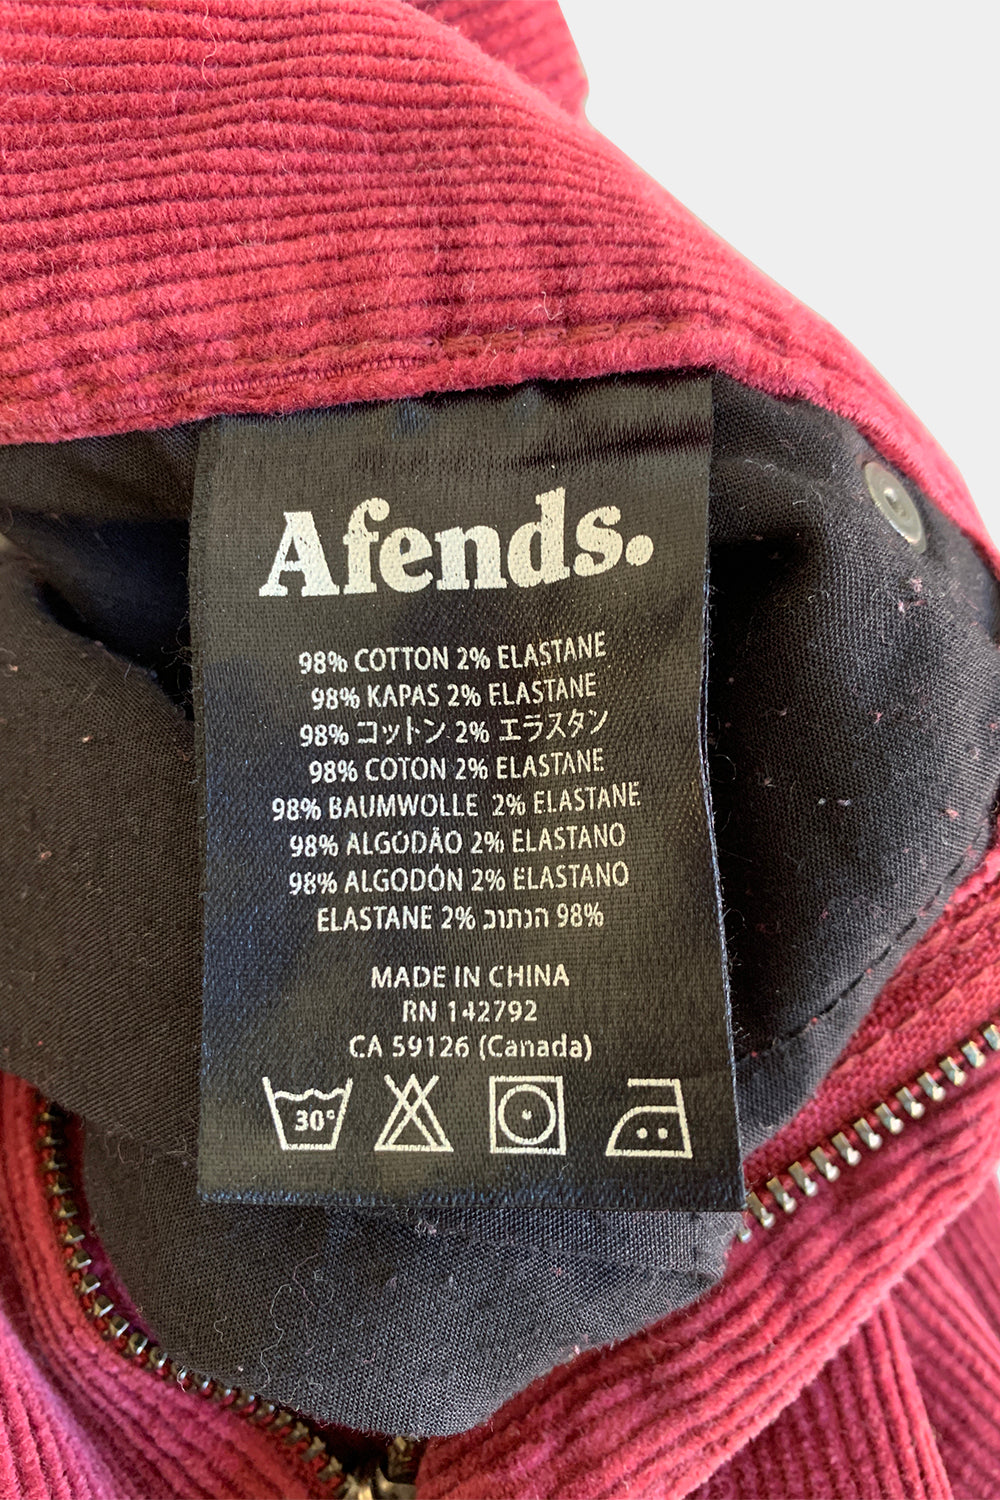 Afends.
98% COTTON 2% ELASTANE
98% KAPAS 2% ELASTANE
98% コットン 2% エラスタン
98% COTON 2% ELASTANE
98% BAUMWOLLE 2% ELASTANE
98% ALGODÃO 2% ELASTANO
98% ALGODÓN 2% ELASTANO
ELASTANE 2% הנתוכ 98%
MADE IN CHINA
RN 142792
CA 59126 (Canada)
30°